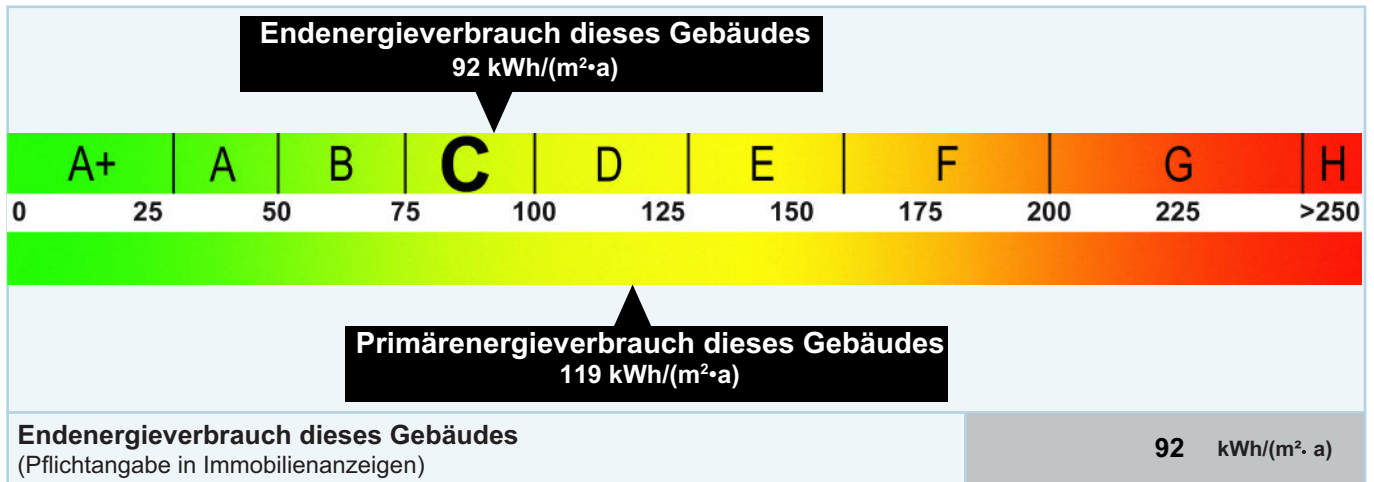 Endenergieverbrauch dieses Gebäudes
92 kWh/(m²•a)
A+ A B C D E F G H
0 25 50 75 100 125 150 175 200 225 >250
Primärenergieverbrauch dieses Gebäudes
119 kWh/(m²•a)
Endenergieverbrauch dieses Gebäudes
(Pflichtangabe in Immobilienanzeigen)
92 kWh/(m²· a)